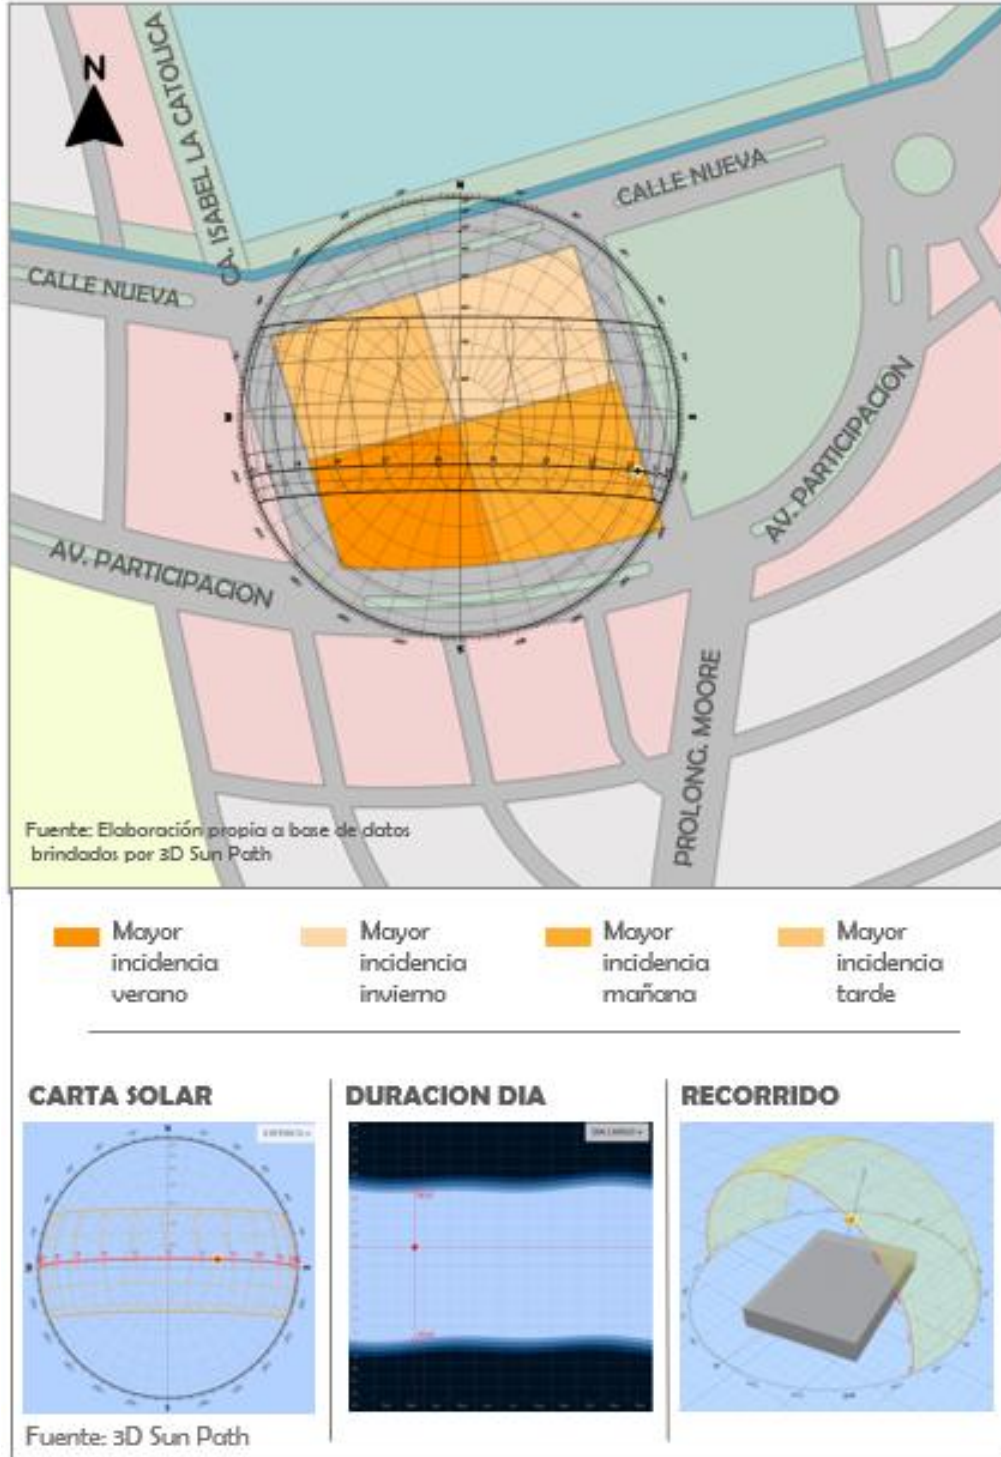 N
CA. ISABEL LA CATOLICA
CALLE NUEVA
CALLE NUEVA
AV. PARTICIPACION
AV. PARTICIPACION
PROLONG. MOORE
Fuente: Elaboración propia a base de datos
brindados por 3D Sun Path
Mayor
incidencia
verano
Mayor
incidencia
invierno
Mayor
incidencia
mañana
Mayor
incidencia
tarde
CARTA SOLAR
DURACION DIA
RECORRIDO
Fuente: 3D Sun Path